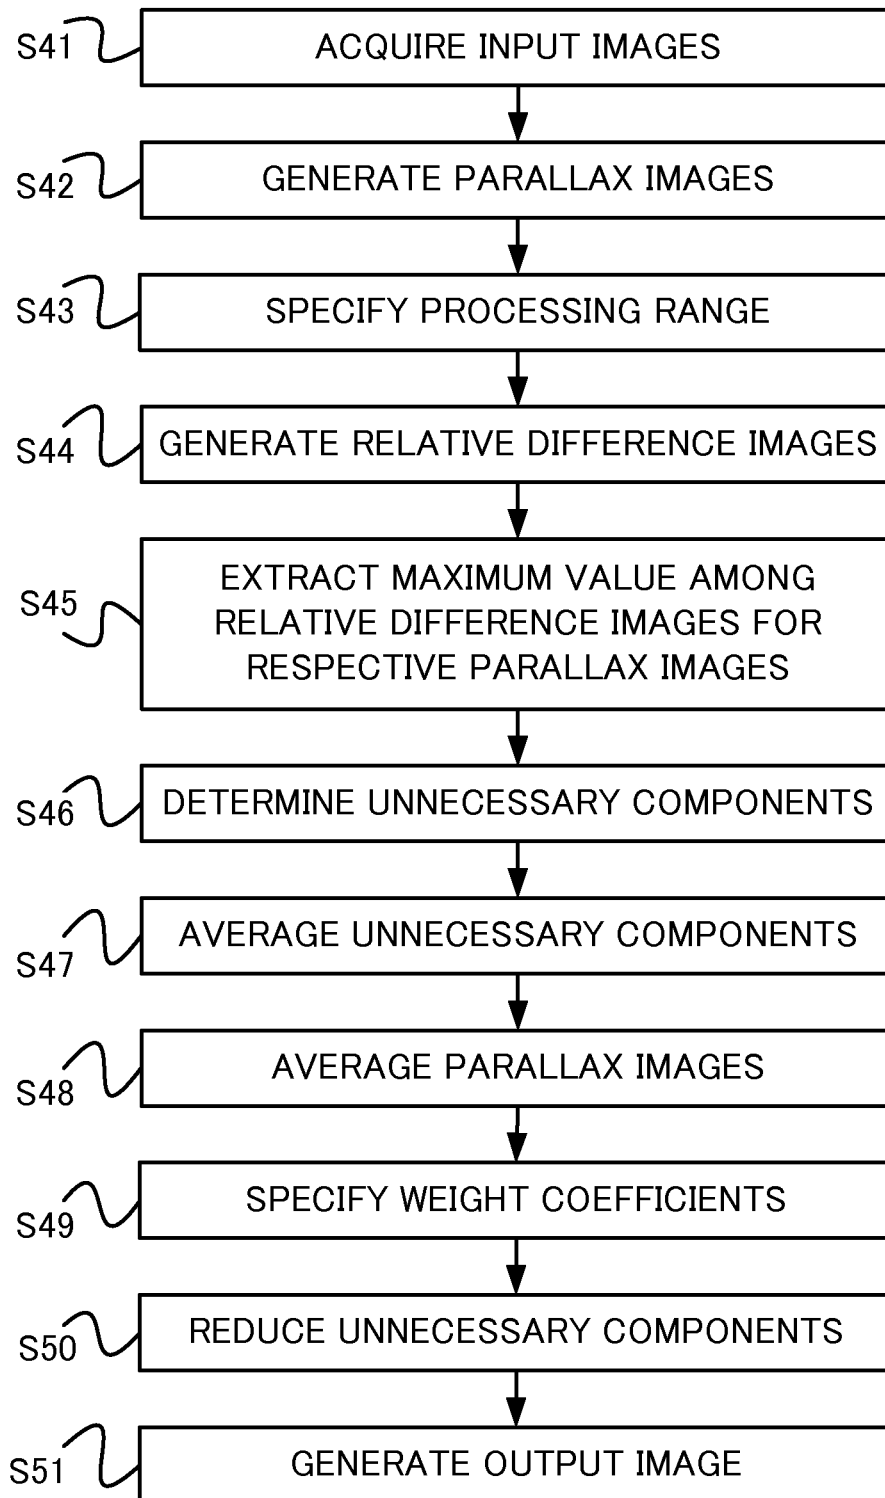 S41
ACQUIRE INPUT IMAGES
S42
GENERATE PARALLAX IMAGES
S43
SPECIFY PROCESSING RANGE
S44
GENERATE RELATIVE DIFFERENCE IMAGES
S45
EXTRACT MAXIMUM VALUE AMONG
RELATIVE DIFFERENCE IMAGES FOR
RESPECTIVE PARALLAX IMAGES
S46
DETERMINE UNNECESSARY COMPONENTS
S47
AVERAGE UNNECESSARY COMPONENTS
S48
AVERAGE PARALLAX IMAGES
S49
SPECIFY WEIGHT COEFFICIENTS
S50
REDUCE UNNECESSARY COMPONENTS
S51
GENERATE OUTPUT IMAGE